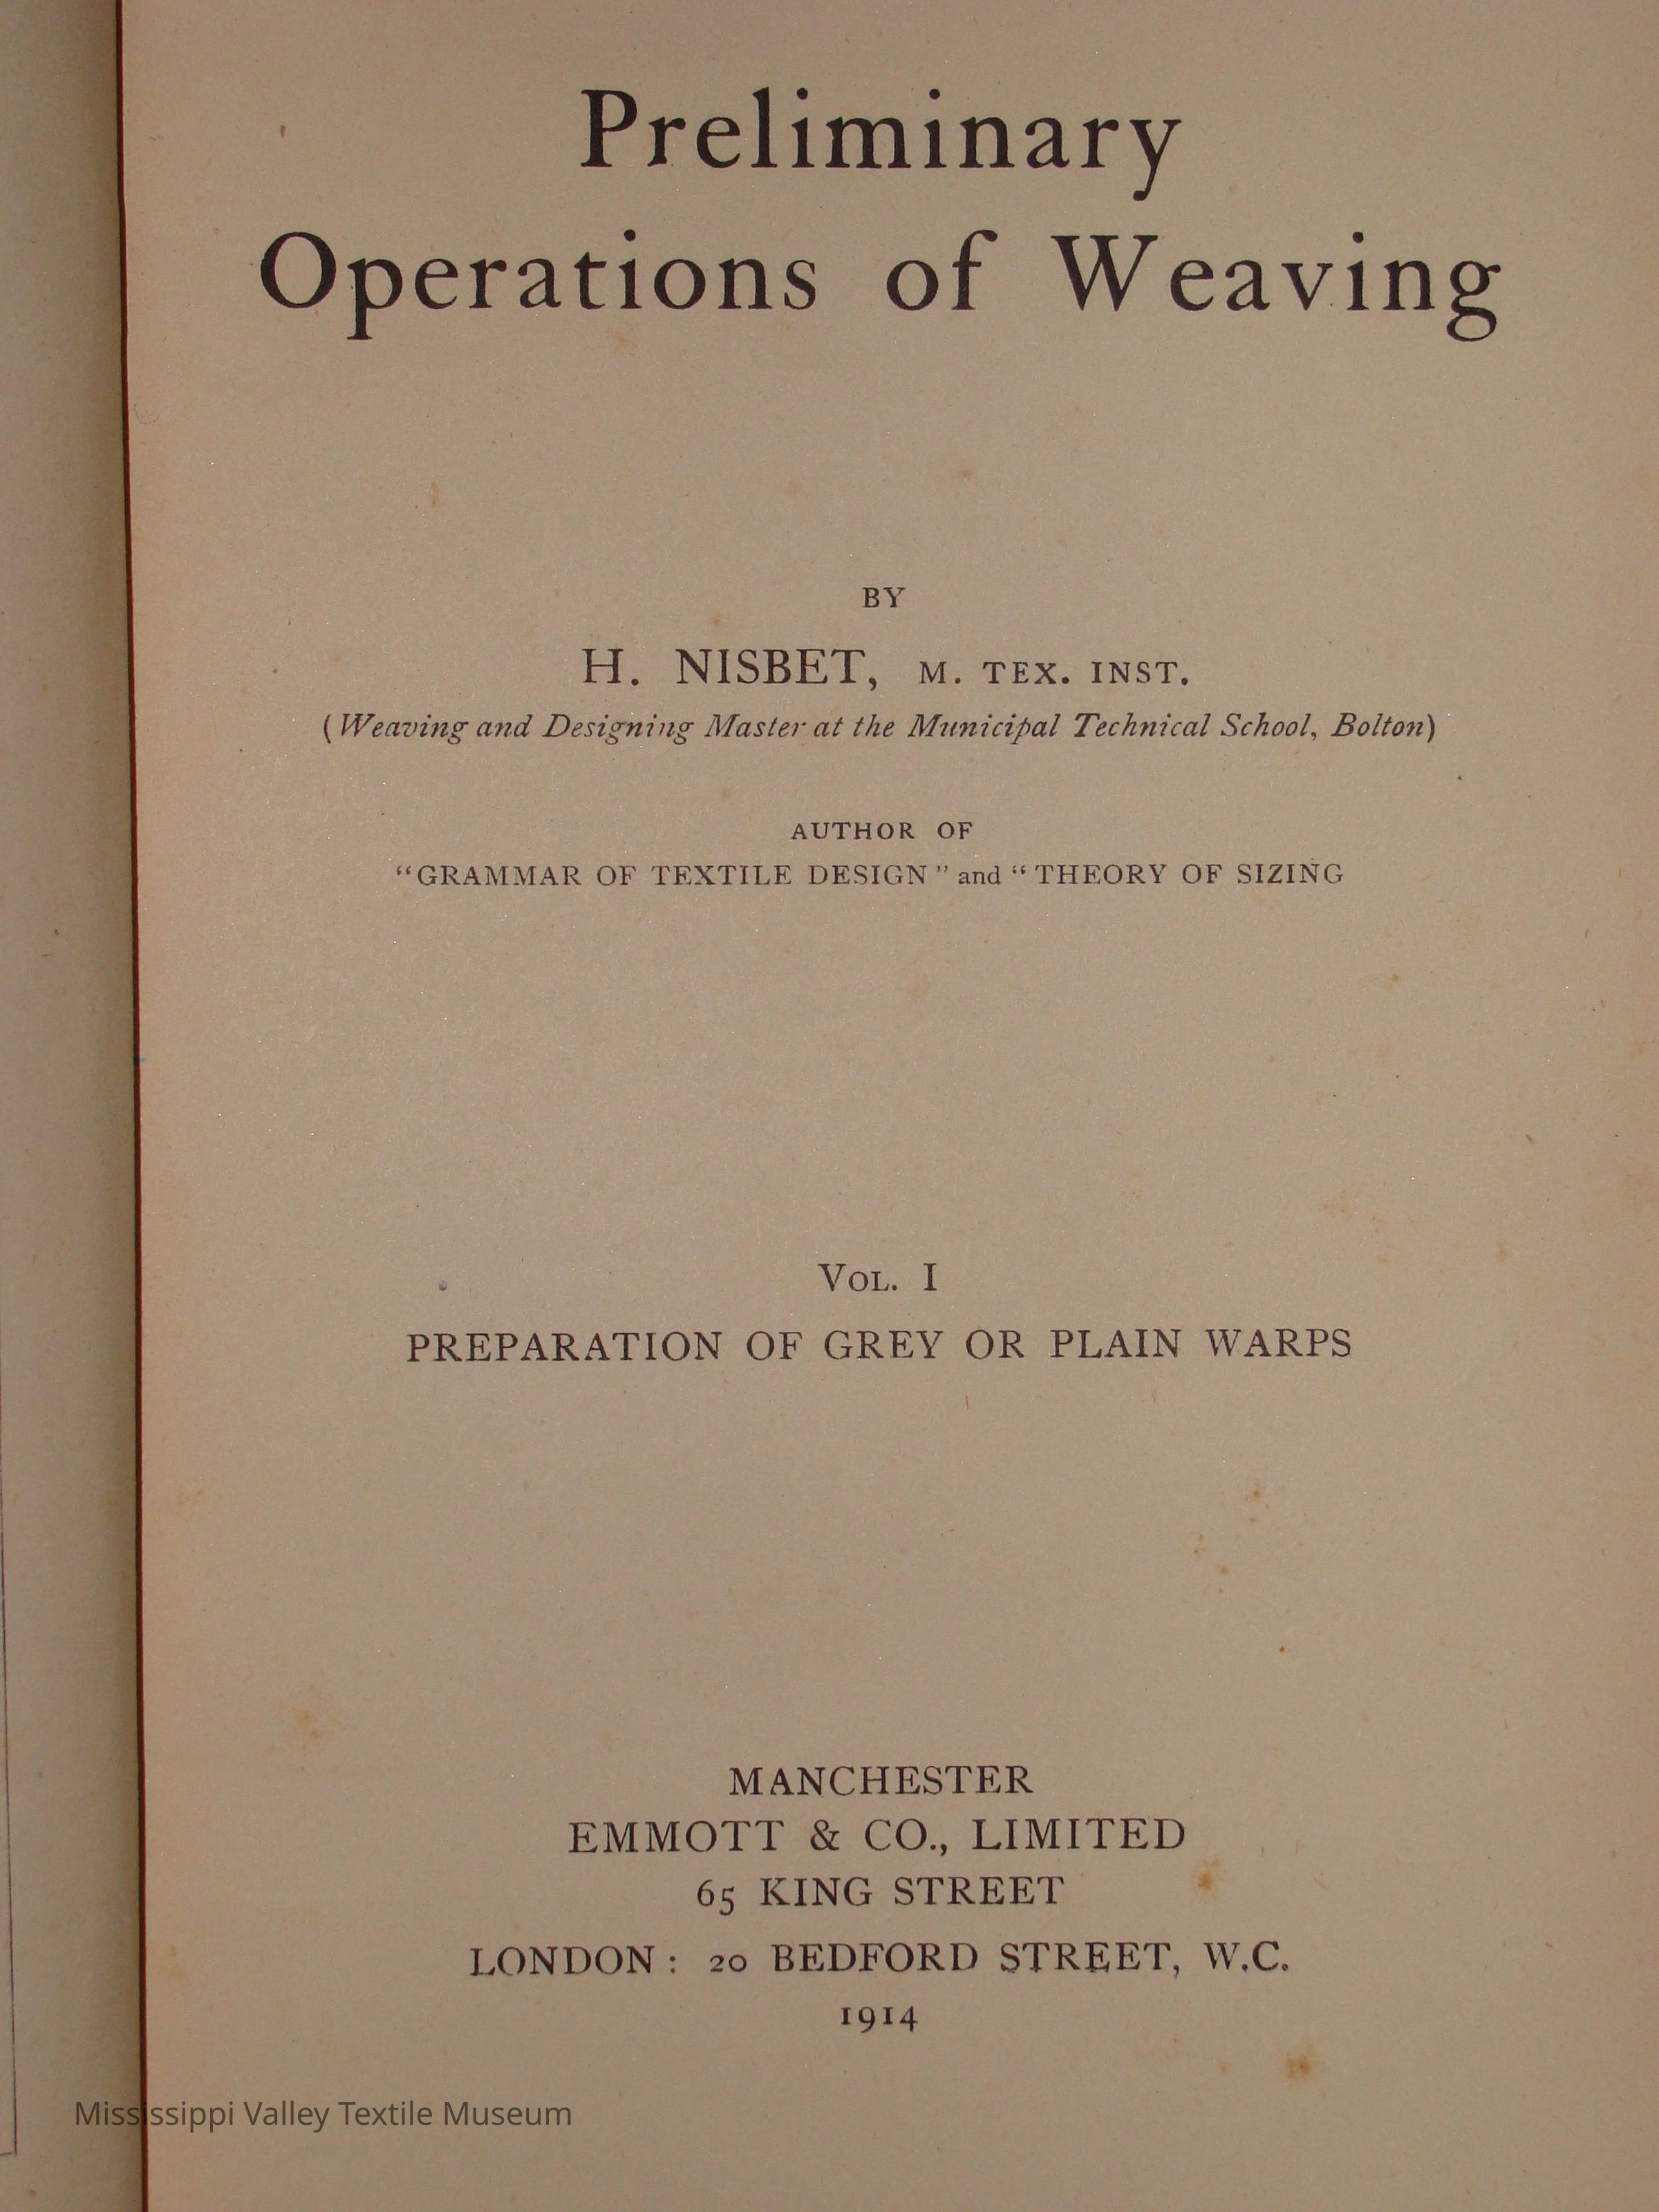 Preliminary
Operations of Weaving
BY
H. NISBET, M. TEX. INST.
(Weaving and Designing Master at the Municipal Technical School, Bolton)
AUTHOR OF
“GRAMMAR OF TEXTILE DESIGN” and “THEORY OF SIZING
VOL. I
PREPARATION OF GREY OR PLAIN WARPS
MANCHESTER
EMMOTT & CO., LIMITED
65 KING STREET
LONDON: 20 BEDFORD STREET, W.C.
1914
Mississippi Valley Textile Museum